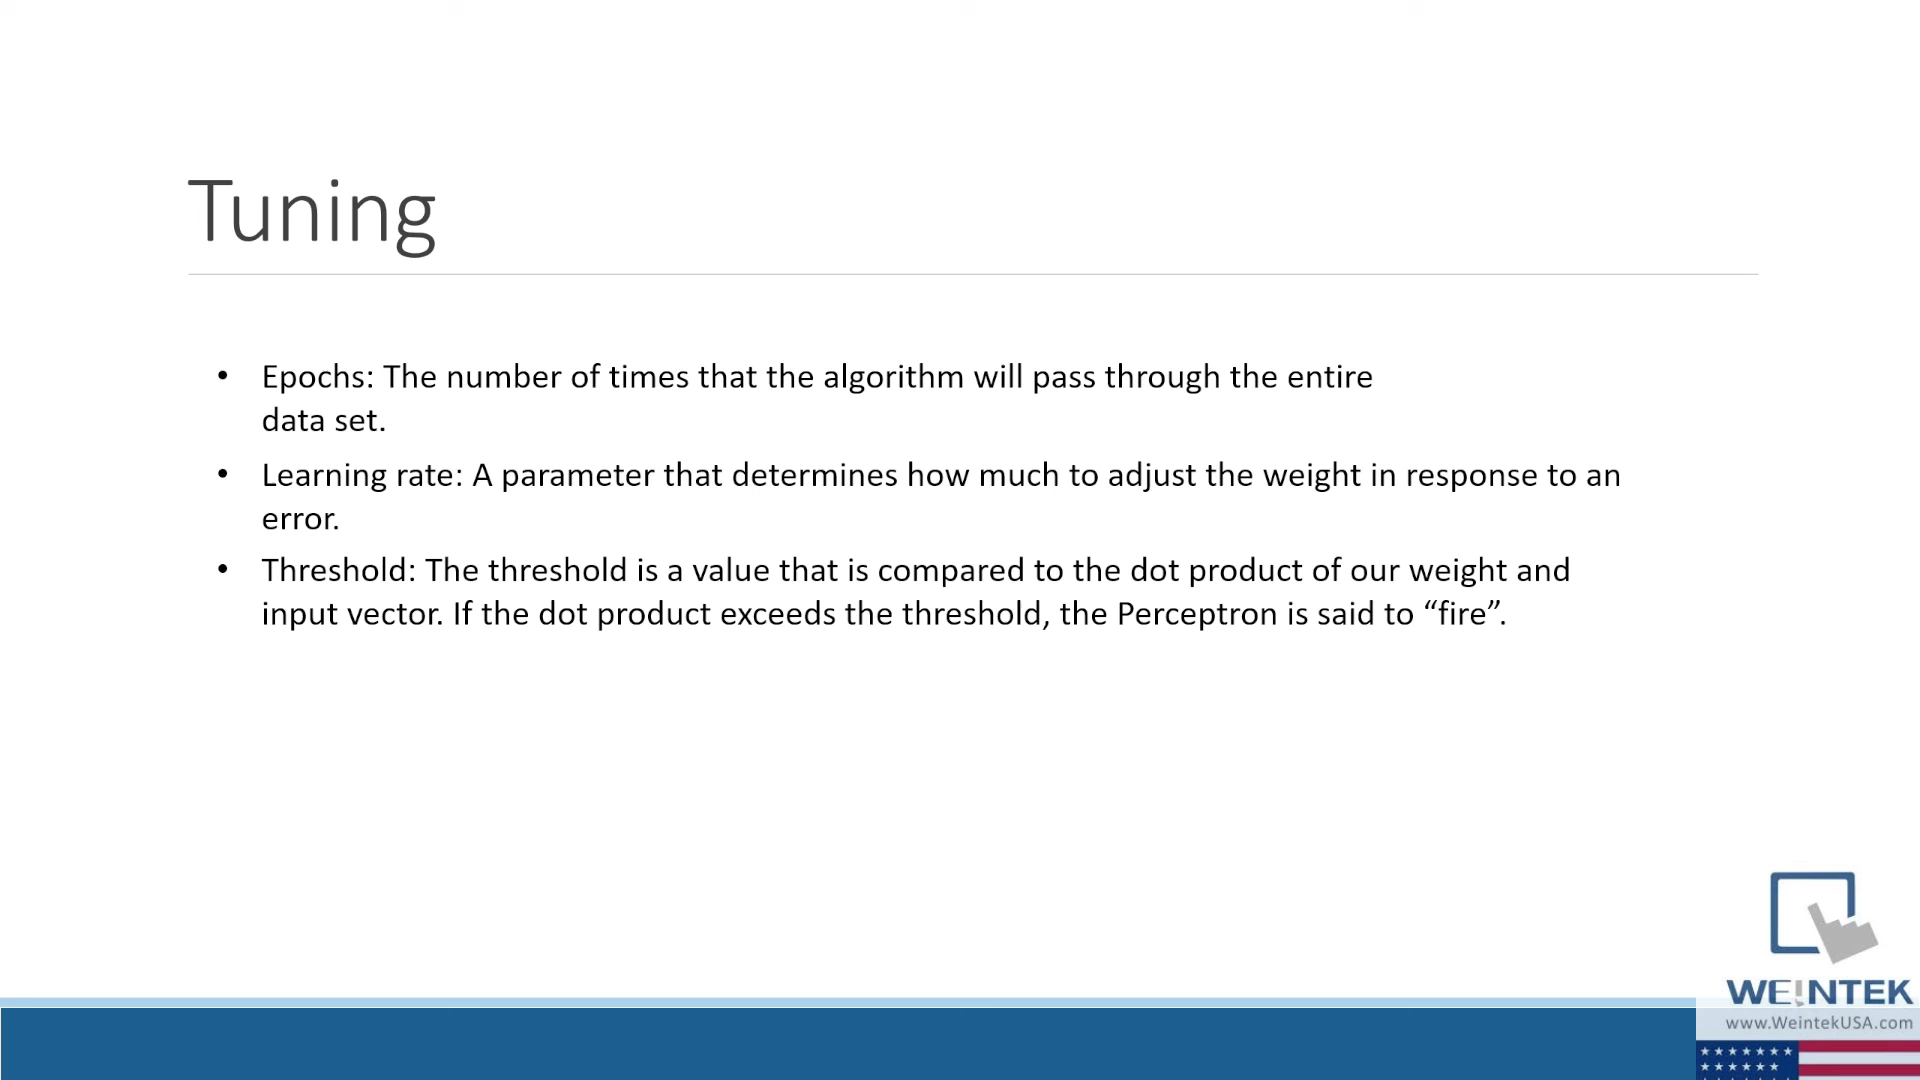 Tuning
• Epochs: The number of times that the algorithm will pass through the entire
data set.
• Learning rate: A parameter that determines how much to adjust the weight in response to an
error.
• Threshold: The threshold is a value that is compared to the dot product of our weight and
input vector. If the dot product exceeds the threshold, the Perceptron is said to “fire”.
WE!NTEK
www.WeintekUSA.com